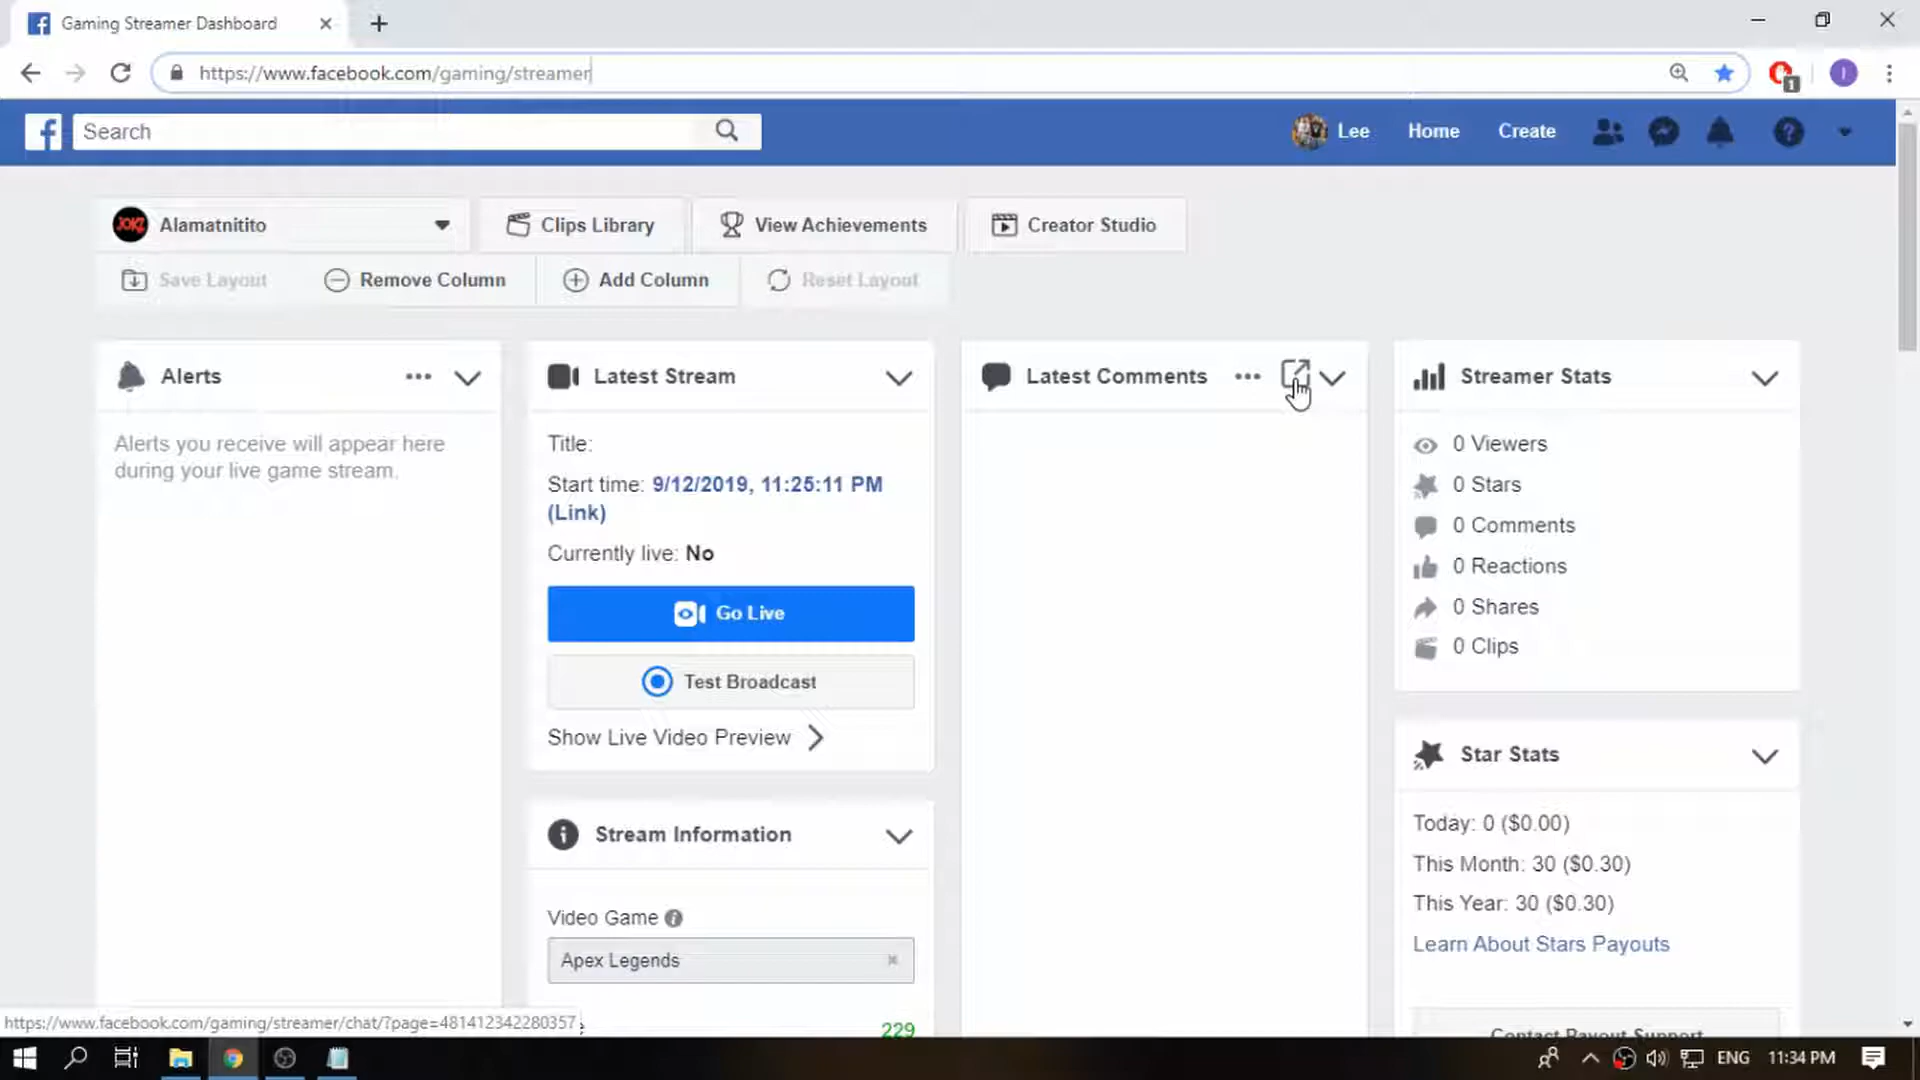 Gaming Streamer Dashboard
https://www.facebook.com/gaming/streamer
1
I
Search
Lee
Home
Create
JOKZ
Alamatnitito
Clips Library
View Achievements
Creator Studio
Save Layout
Remove Column
Add Column
Reset Layout
Alerts
Alerts you receive will appear here
during your live game stream.
Latest Stream
Title:
Start time: 9/12/2019, 11:25:11 PM
(Link)
Currently live: No
Go Live
Test Broadcast
Show Live Video Preview
Stream Information
Video Game
Apex Legends
229
Latest Comments
Streamer Stats
0 Viewers
0 Stars
0 Comments
0 Reactions
0 Shares
0 Clips
Star Stats
Today: 0 ($0.00)
This Month: 30 ($0.30)
This Year: 30 ($0.30)
Learn About Stars Payouts
Contact Payout Support
https://www.facebook.com/gaming/streamer/chat/?page=481412342280357
ENG
11:34 PM